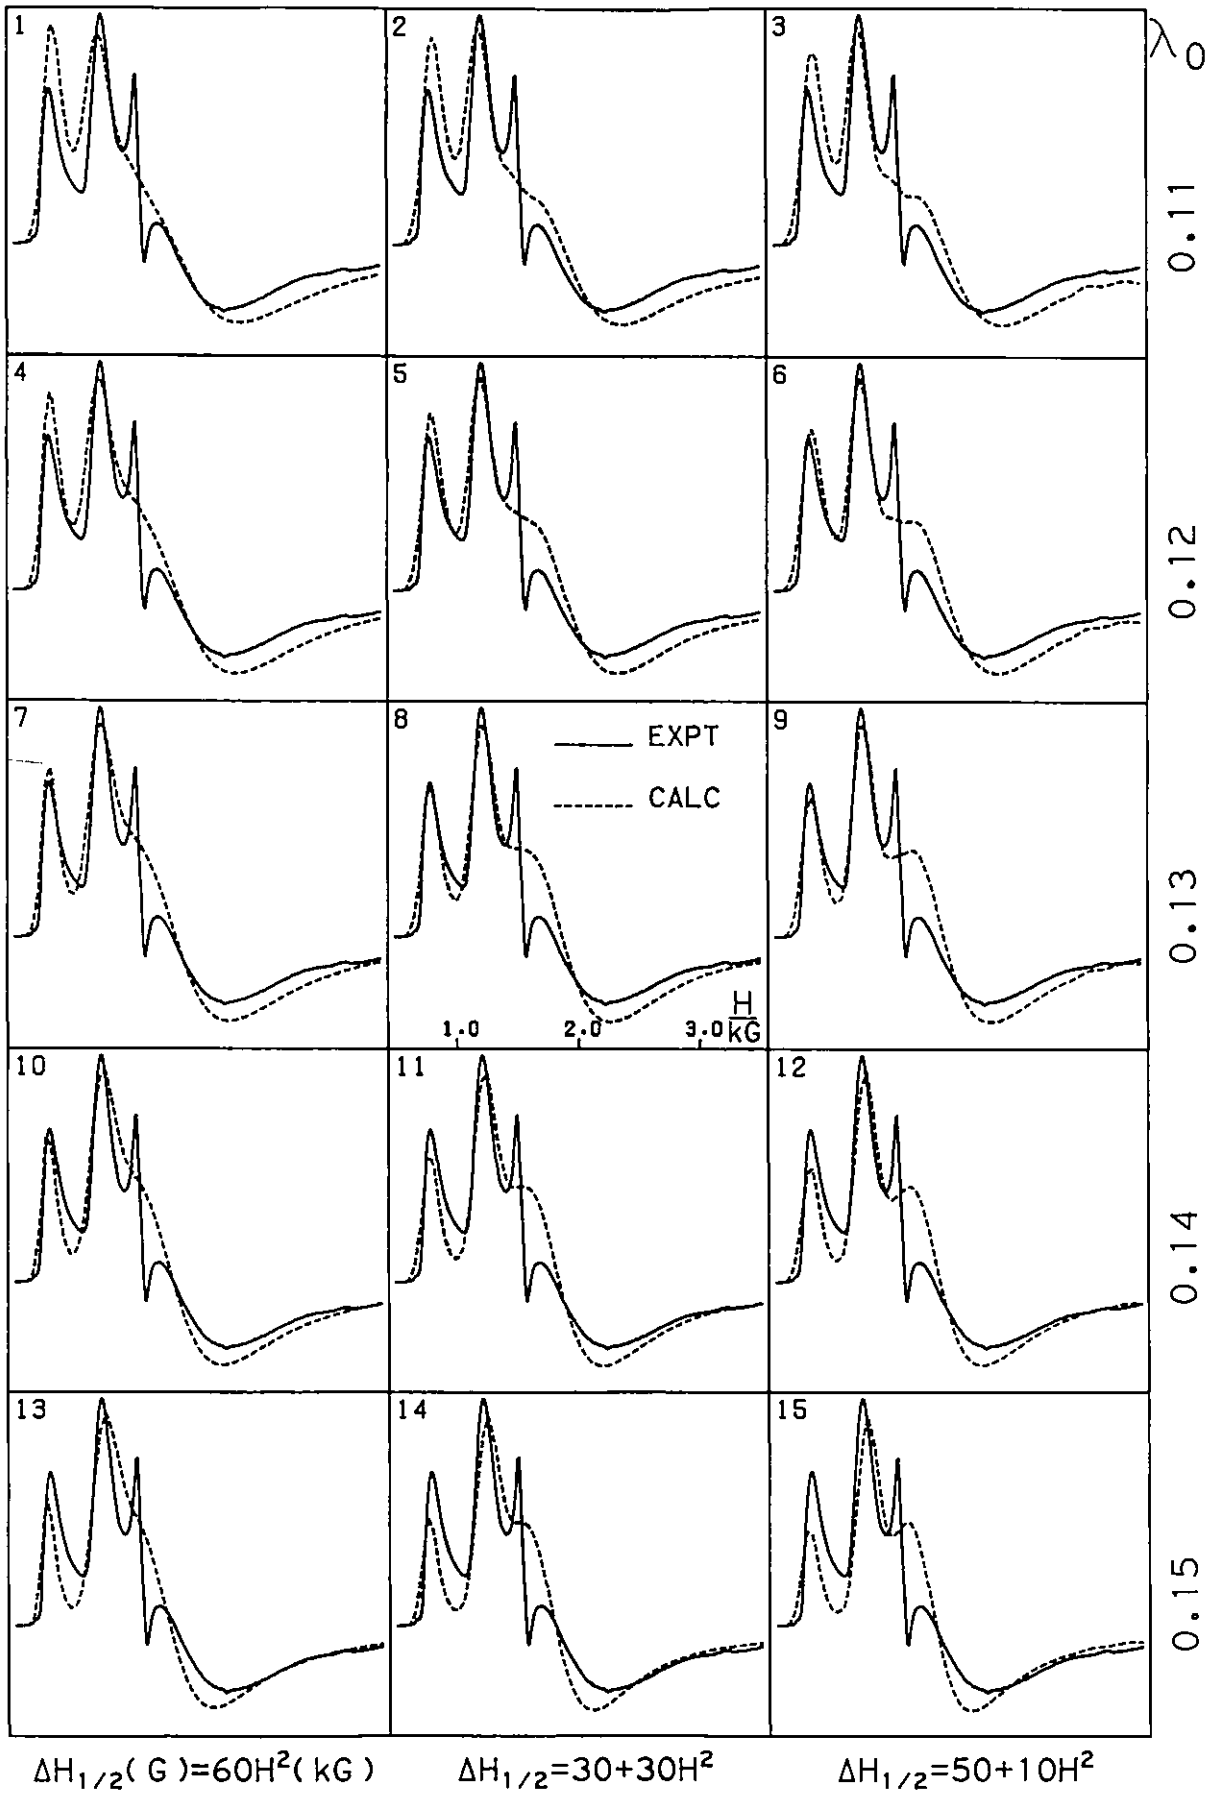 1
2
3
λ0
0.11
4
5
6
0.12
7
8
9
EXPT
CALC
0.13
H
1.0 2.0 3.0 kG
10
11
12
0.14
13
14
15
0.15
ΔH1/2(G)=60H²(kG)
ΔH1/2=30+30H²
ΔH1/2=50+10H²